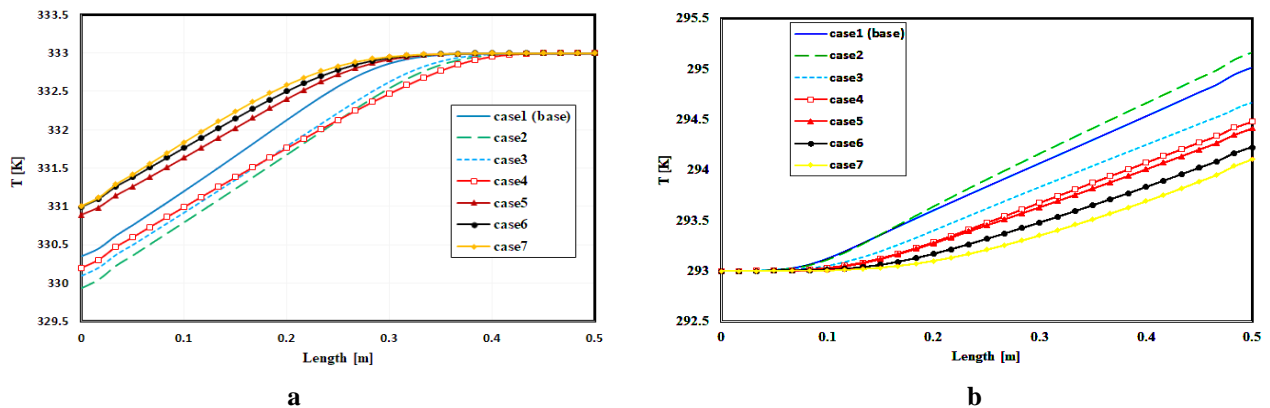 333.5
333
332.5
332
331.5
331
330.5
330
329.5
T [K]
0
0.1
0.2
0.3
0.4
0.5
Length [m]
case1 (base)
case2
case3
case4
case5
case6
case7
a
295.5
295
294.5
294
293.5
293
292.5
T [K]
0
0.1
0.2
0.3
0.4
0.5
Length [m]
case1 (base)
case2
case3
case4
case5
case6
case7
b